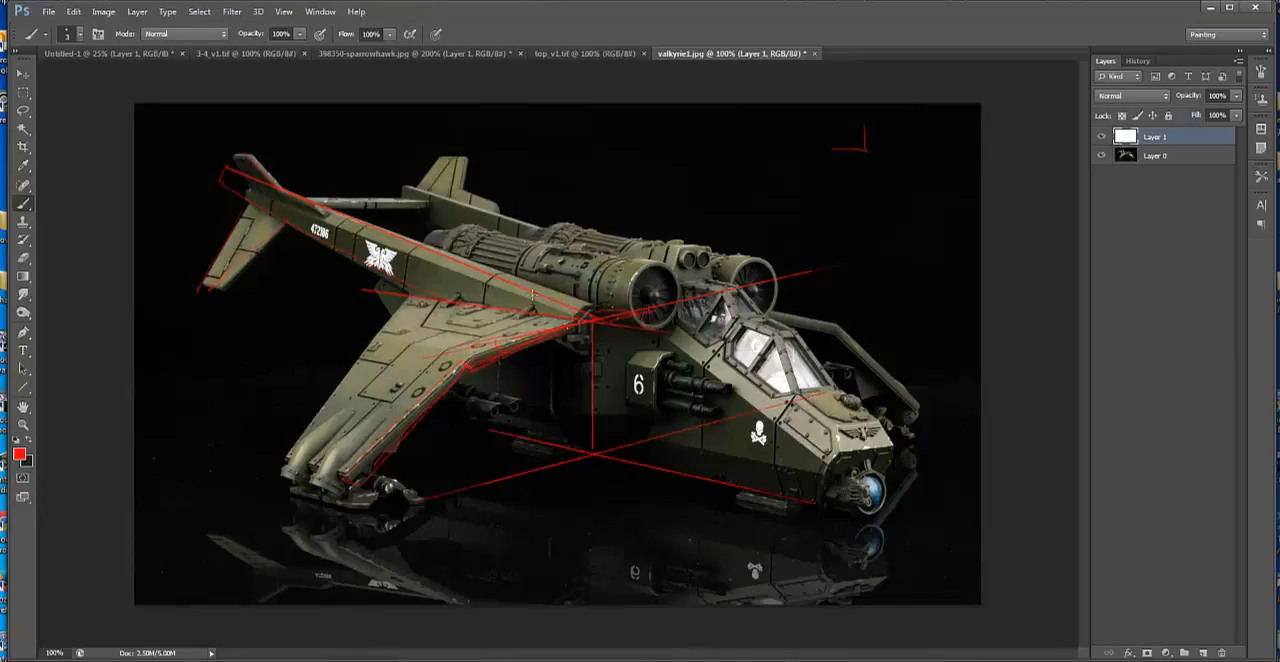 Ps File Edit Image Layer Type Select Filter 3D View Window Help
3 Mode: Normal Opacity: 100% Flow: 100% Painting
Untitled-1 @ 25% (Layer 1, RGB/8) * × 3-4_v1.tif @ 100% (RGB/8#) × 398350-sparrowhawk.jpg @ 200% (Layer 1, RGB/8#) * × top_v1.tif @ 100% (RGB/8#) × valkyrie1.jpg @ 100% (Layer 1, RGB/8#) * ×
Layers History
Kind
Normal Opacity: 100%
Lock: Fill: 100%
Layer 1
Layer 0
472186
6
100% Doc: 2.50M/5.00M